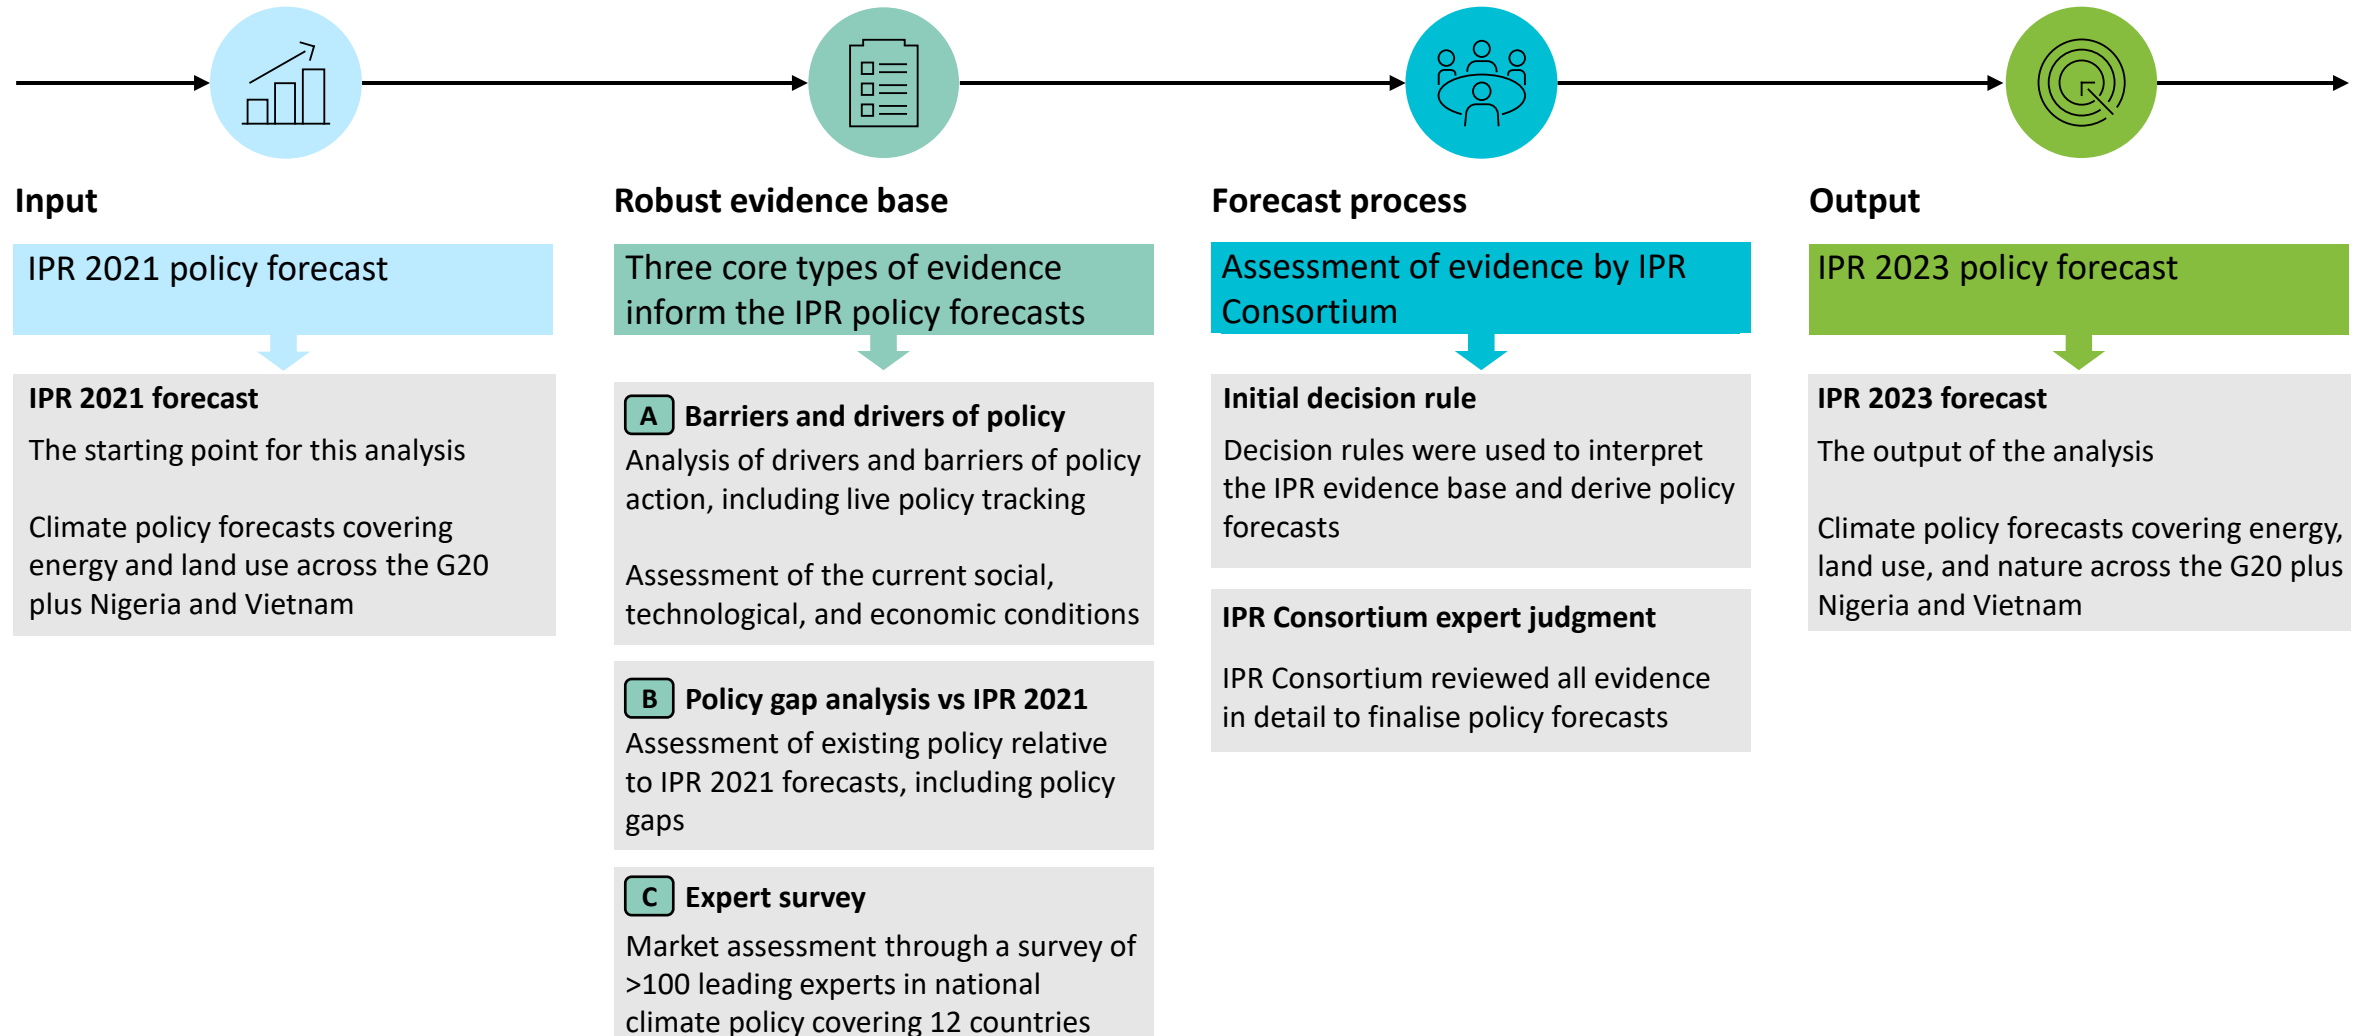 Input
IPR 2021 policy forecast
IPR 2021 forecast
The starting point for this analysis
Climate policy forecasts covering
energy and land use across the G20
plus Nigeria and Vietnam
Robust evidence base
Three core types of evidence
inform the IPR policy forecasts
A Barriers and drivers of policy
Analysis of drivers and barriers of policy
action, including live policy tracking
Assessment of the current social,
technological, and economic conditions
B Policy gap analysis vs IPR 2021
Assessment of existing policy relative
to IPR 2021 forecasts, including policy
gaps
C Expert survey
Market assessment through a survey of
>100 leading experts in national
climate policy covering 12 countries
Forecast process
Assessment of evidence by IPR
Consortium
Initial decision rule
Decision rules were used to interpret
the IPR evidence base and derive policy
forecasts
IPR Consortium expert judgment
IPR Consortium reviewed all evidence
in detail to finalise policy forecasts
Output
IPR 2023 policy forecast
IPR 2023 forecast
The output of the analysis
Climate policy forecasts covering energy,
land use, and nature across the G20 plus
Nigeria and Vietnam